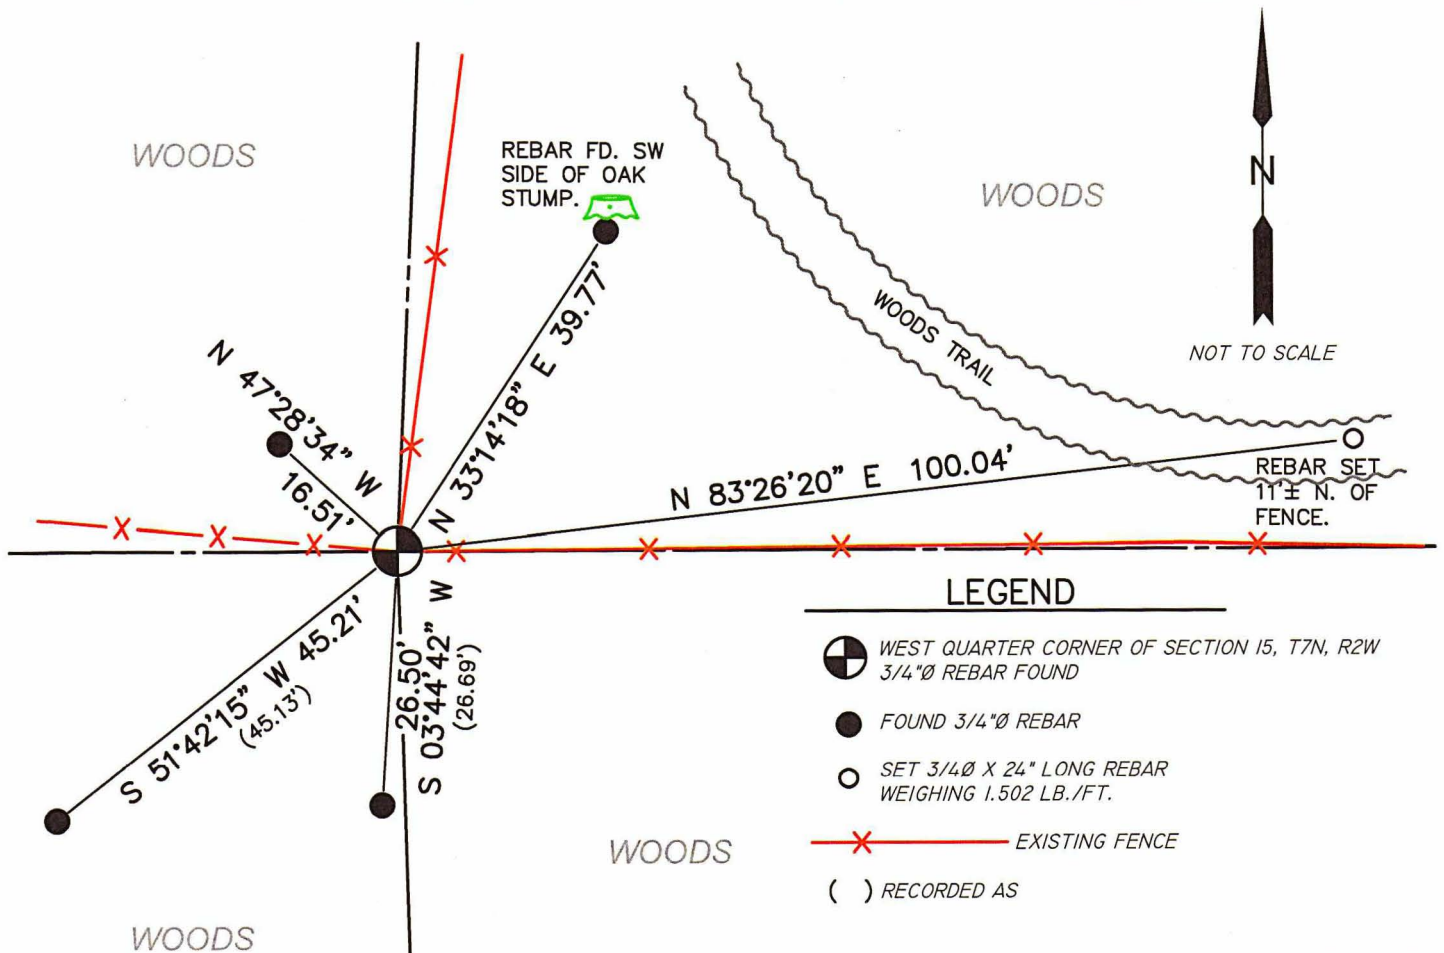 WOODS
REBAR FD. SW
SIDE OF OAK
STUMP.
WOODS
N
NOT TO SCALE
WOODS TRAIL
N 47°28'34" W
16.51'
N 33°14'18" E 39.77'
N 83°26'20" E 100.04'
REBAR SET
11'± N. OF
FENCE.
S 51°42'15" W 45.21'
(45.13')
26.50'
S 03°44'42" W
(26.69')
LEGEND
WEST QUARTER CORNER OF SECTION 15, T7N, R2W
3/4"Ø REBAR FOUND
FOUND 3/4"Ø REBAR
SET 3/4Ø X 24" LONG REBAR
WEIGHING 1.502 LB./FT.
EXISTING FENCE
( ) RECORDED AS
WOODS
WOODS